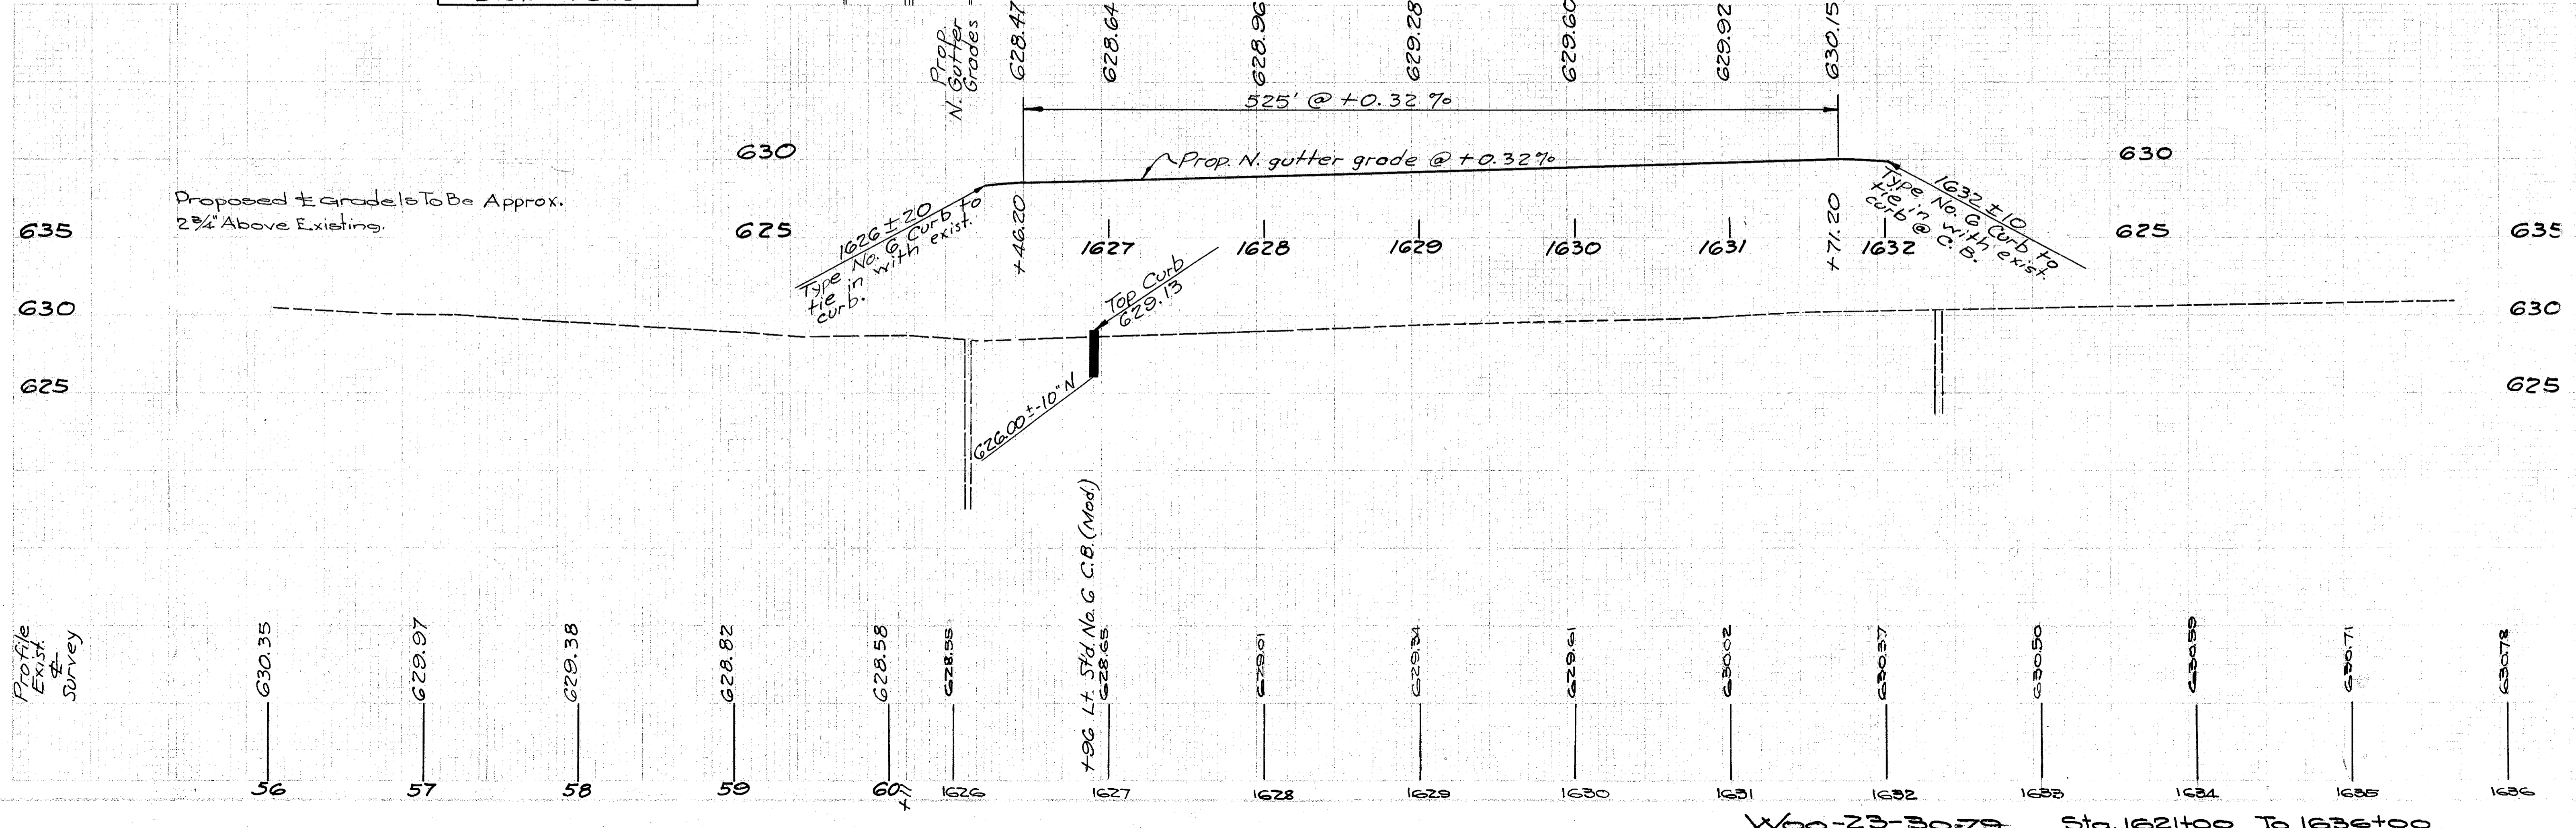 Prop.
N. Gutter
Grades
628.47
628.64
628.96
629.28
629.60
629.92
630.15
525' @ +0.32 %
630
Prop. N. gutter grade @ +0.32%
630
Proposed ℄ Grade Is To Be Approx.
2¾" Above Existing.
635
625
1626 ± 20
Type No. 6 Curb to
tie in with exist.
curb.
+46.20
1627
1628
1629
1630
1631
+71.20
1632
1632 ± 10
Type No. 6 Curb to
tie in with exist.
curb @ C.B.
625
635
Top Curb
629.13
630
630
625
626.00±-10" N
625
+96 Lt. Std. No. 6 C.B. (Mod.)
Profile
Exist.
℄
Survey
630.35
629.97
629.38
628.82
628.58
628.55
628.65
629.01
629.34
629.61
630.02
630.37
630.50
630.59
630.71
630.78
56
57
58
59
60
+77
1626
1627
1628
1629
1630
1631
1632
1633
1634
1635
1636
Woo-23-30.79 Sta. 1621+00 To 1636+00